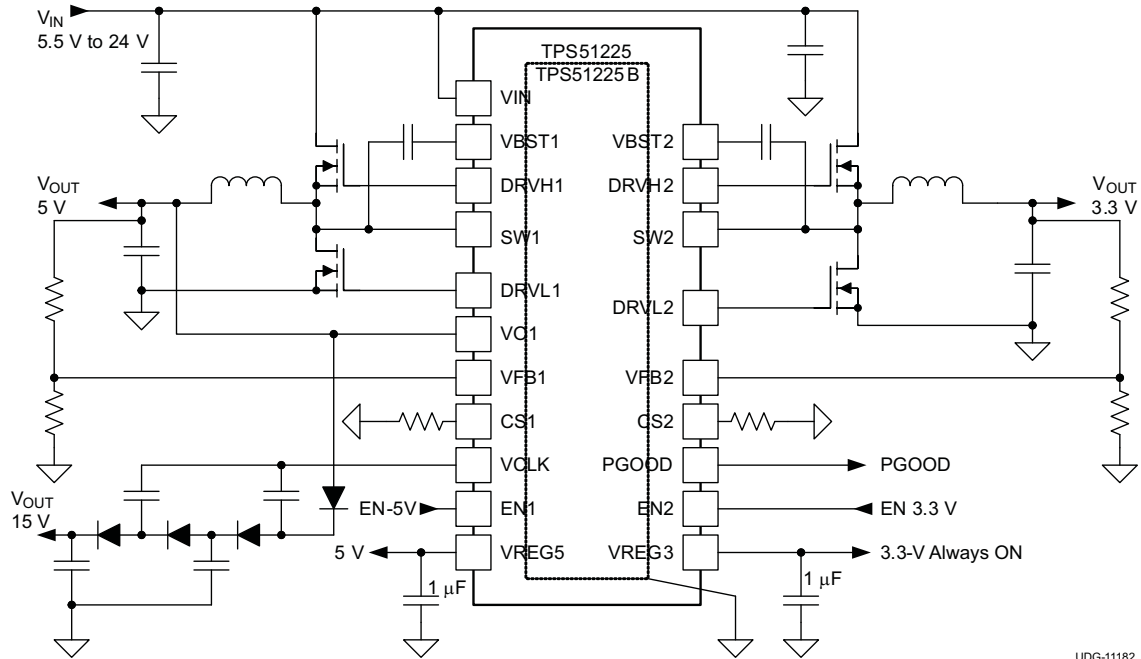 VIN
5.5 V to 24 V
TPS51225
TPS51225 B
VIN
VBST1
VBST2
DRVH1
DRVH2
VOUT
5 V
VOUT
3.3 V
SW1
SW2
DRVL1
DRVL2
VO1
VFB1
VFB2
CS1
CS2
VCLK
PGOOD
PGOOD
VOUT
15 V
EN-5V
EN1
EN2
EN 3.3 V
5 V
VREG5
VREG3
3.3-V Always ON
1 μF
1 μF
UDG-11182